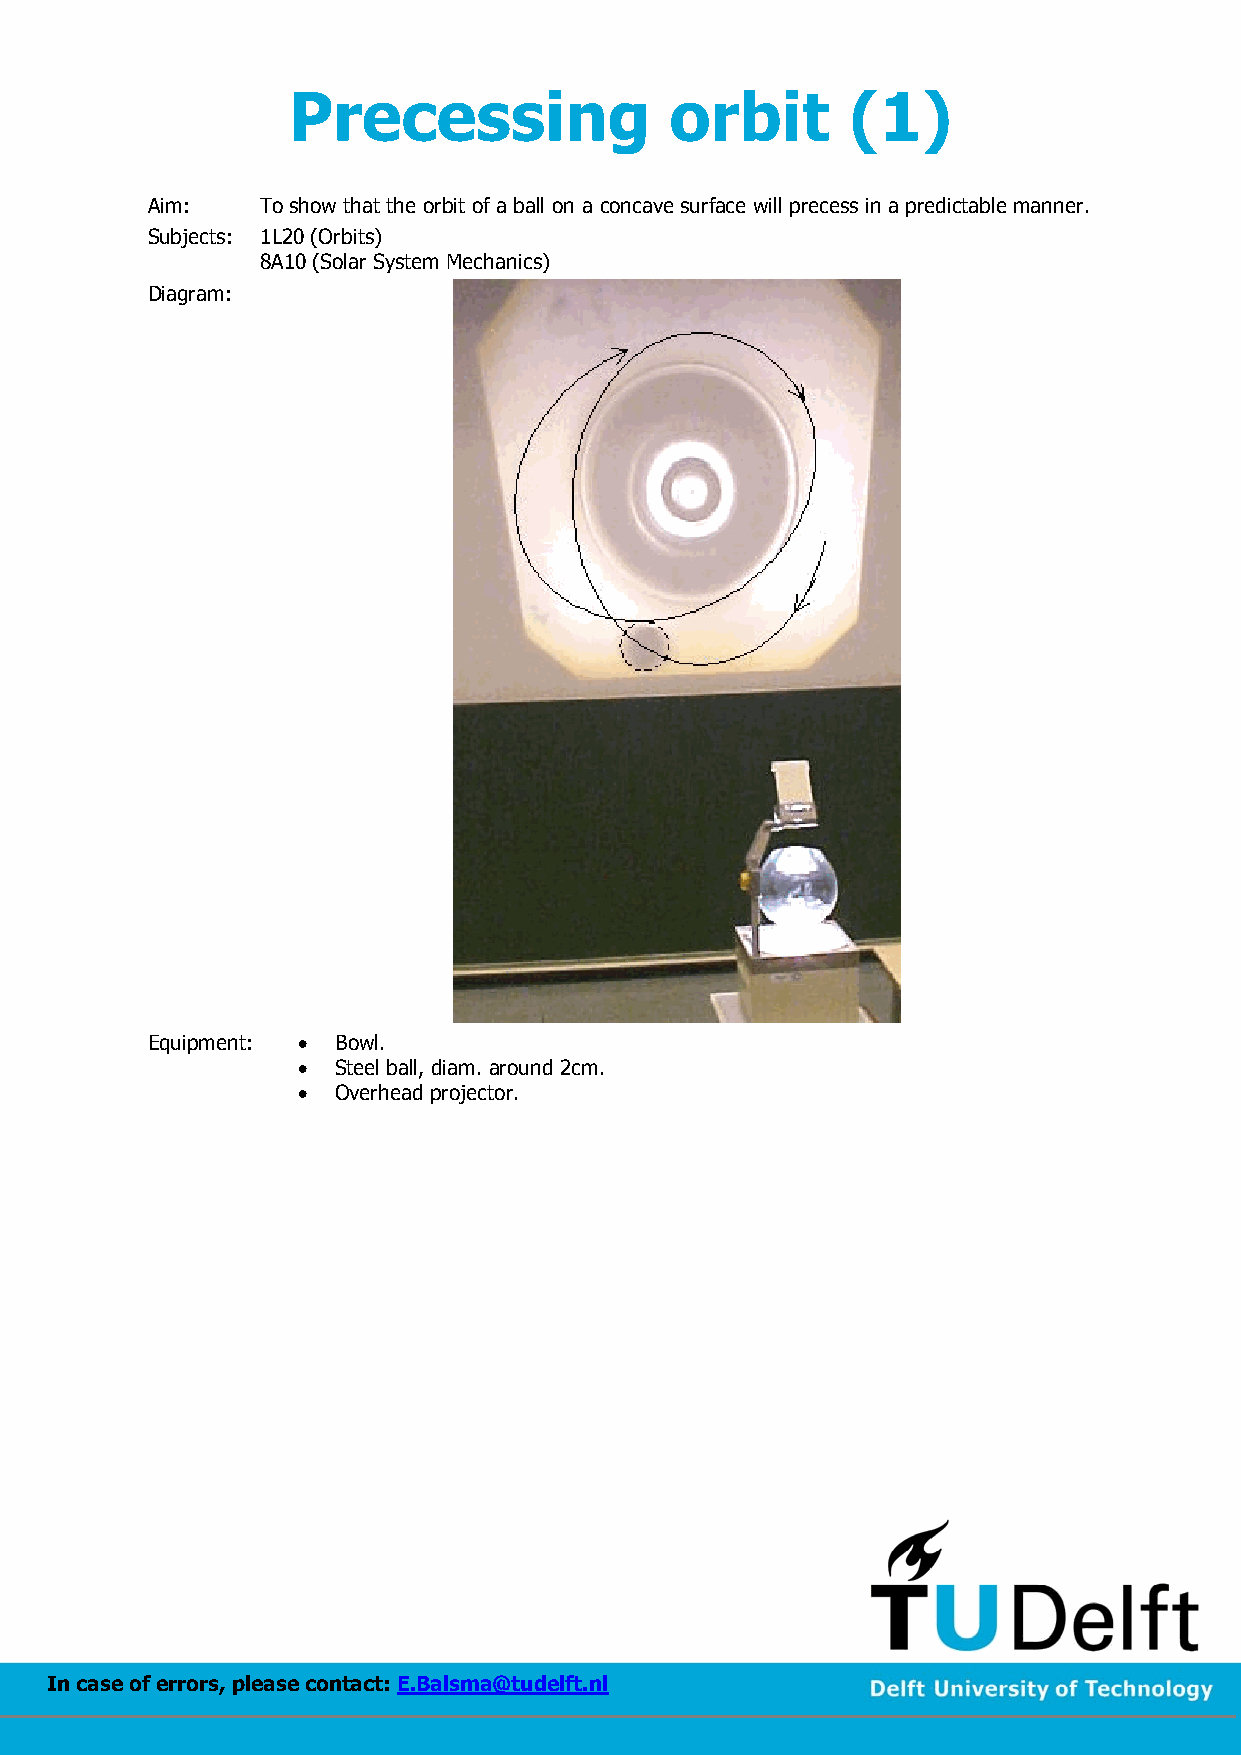 Precessing orbit (1)
Aim: To show that the orbit of a ball on a concave surface will precess in a predictable manner.
Subjects: 1L20 (Orbits)
8A10 (Solar System Mechanics)
Diagram:
Equipment: • Bowl.
• Steel ball, diam. around 2cm.
• Overhead projector.
TUDelft
In case of errors, please contact: E.Balsma@tudelft.nl
Delft University of Technology